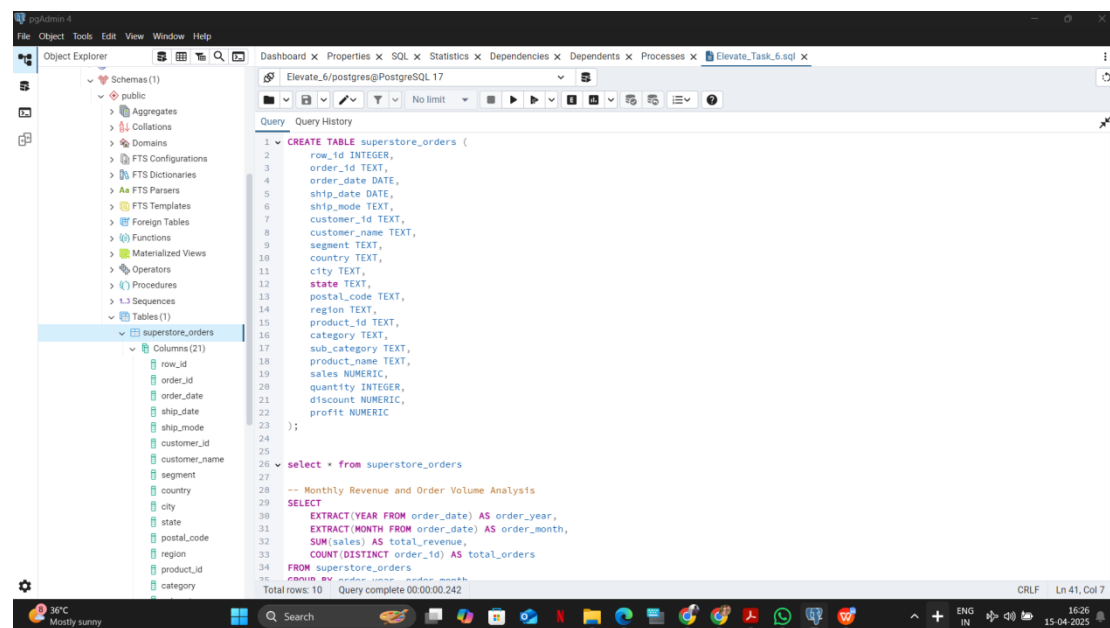 pgAdmin 4
File Object Tools Edit View Window Help
Object Explorer
Schemas (1)
public
Aggregates
Collations
Domains
FTS Configurations
FTS Dictionaries
Aa FTS Parsers
FTS Templates
Foreign Tables
Functions
Materialized Views
Operators
Procedures
1..3 Sequences
Tables (1)
superstore_orders
Columns (21)
row_id
order_id
order_date
ship_date
ship_mode
customer_id
customer_name
segment
country
city
state
postal_code
region
product_id
category
Dashboard Properties SQL Statistics Dependencies Dependents Processes Elevate_Task_6.sql
Elevate_6/postgres@PostgreSQL 17
No limit
Query Query History
1 CREATE TABLE superstore_orders (
2 row_id INTEGER,
3 order_id TEXT,
4 order_date DATE,
5 ship_date DATE,
6 ship_mode TEXT,
7 customer_id TEXT,
8 customer_name TEXT,
9 segment TEXT,
10 country TEXT,
11 city TEXT,
12 state TEXT,
13 postal_code TEXT,
14 region TEXT,
15 product_id TEXT,
16 category TEXT,
17 sub_category TEXT,
18 product_name TEXT,
19 sales NUMERIC,
20 quantity INTEGER,
21 discount NUMERIC,
22 profit NUMERIC
23 );
24
25
26 select * from superstore_orders
27
28 -- Monthly Revenue and Order Volume Analysis
29 SELECT
30 EXTRACT(YEAR FROM order_date) AS order_year,
31 EXTRACT(MONTH FROM order_date) AS order_month,
32 SUM(sales) AS total_revenue,
33 COUNT(DISTINCT order_id) AS total_orders
34 FROM superstore_orders
35 GROUP BY order_year, order_month
Total rows: 10 Query complete 00:00:00.242 CRLF Ln 41, Col 7
36°C
Mostly sunny
Search
ENG
IN
16:26
15-04-2025